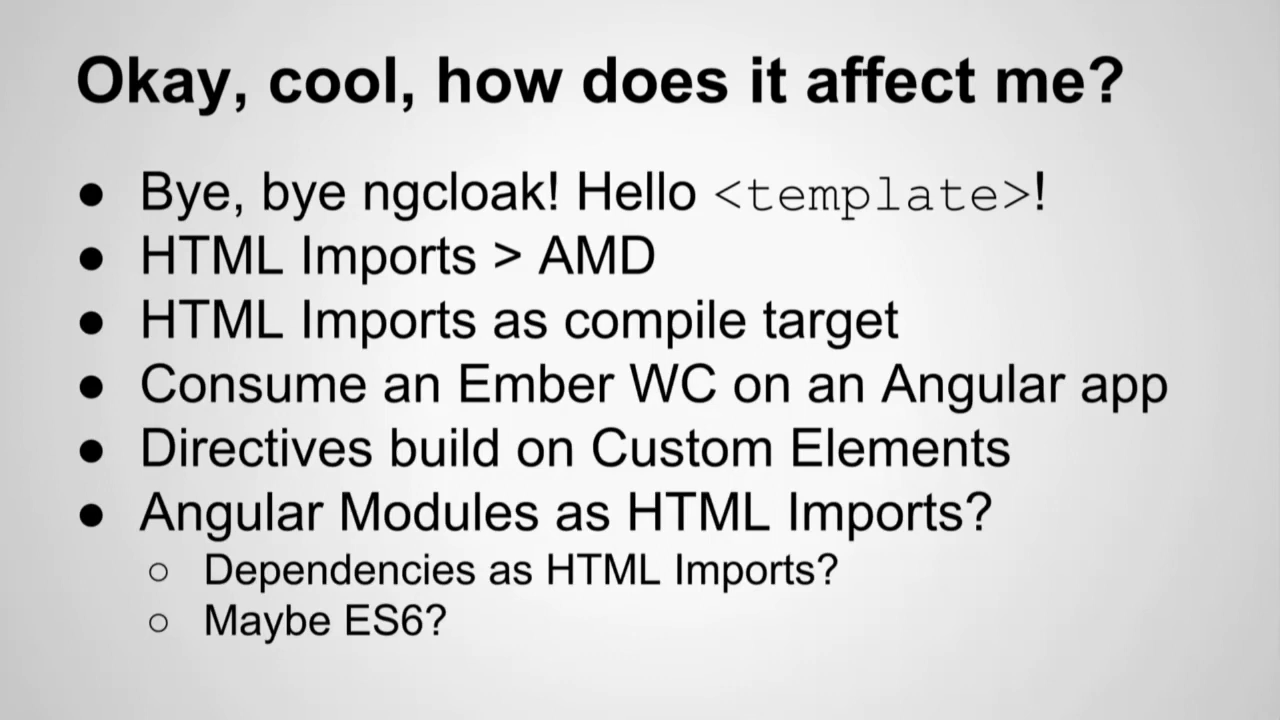 Okay, cool, how does it affect me?
● Bye, bye ngcloak! Hello <template>!
● HTML Imports > AMD
● HTML Imports as compile target
● Consume an Ember WC on an Angular app
● Directives build on Custom Elements
● Angular Modules as HTML Imports?
○ Dependencies as HTML Imports?
○ Maybe ES6?